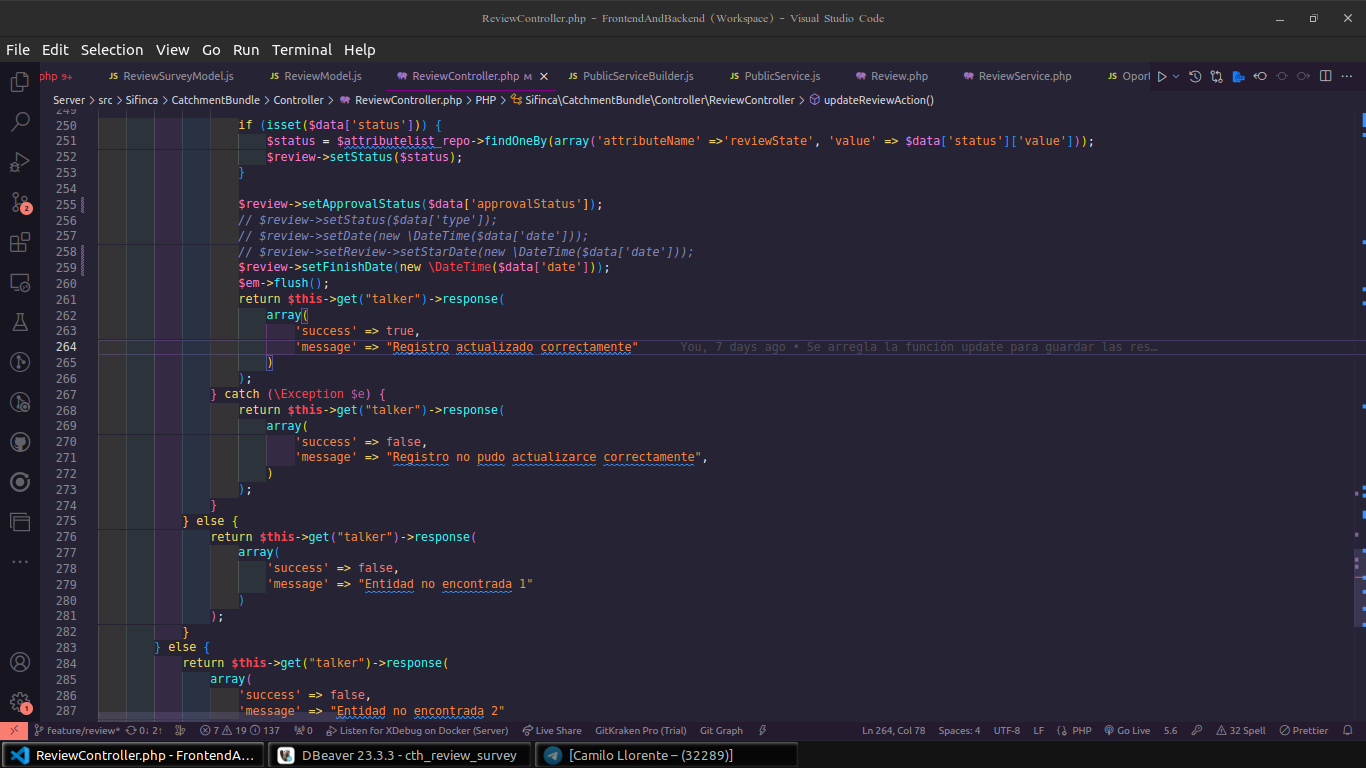 ReviewController.php - FrontendAndBackend (Workspace) - Visual Studio Code
File Edit Selection View Go Run Terminal Help
php 9+ JS ReviewSurveyModel.js JS ReviewModel.js ReviewController.php M JS PublicServiceBuilder.js JS PublicService.js Review.php ReviewService.php JS Oport
Server > src > Sifinca > CatchmentBundle > Controller > ReviewController.php > PHP > Sifinca\CatchmentBundle\Controller\ReviewController > updateReviewAction()
249
250 if (isset($data['status'])) {
251 $status = $attributelist_repo->findOneBy(array('attributeName' =>'reviewState', 'value' => $data['status']['value']));
252 $review->setStatus($status);
253 }
254
255 $review->setApprovalStatus($data['approvalStatus']);
256 // $review->setStatus($data['type']);
257 // $review->setDate(new \DateTime($data['date']));
258 // $review->setReview->setStarDate(new \DateTime($data['date']));
259 $review->setFinishDate(new \DateTime($data['date']));
260 $em->flush();
261 return $this->get("talker")->response(
262 array(
263 'success' => true,
264 'message' => "Registro actualizado correctamente" You, 7 days ago • Se arregla la función update para guardar las res…
265 )
266 );
267 } catch (\Exception $e) {
268 return $this->get("talker")->response(
269 array(
270 'success' => false,
271 'message' => "Registro no pudo actualizarce correctamente",
272 )
273 );
274 }
275 } else {
276 return $this->get("talker")->response(
277 array(
278 'success' => false,
279 'message' => "Entidad no encontrada 1"
280 )
281 );
282 }
283 } else {
284 return $this->get("talker")->response(
285 array(
286 'success' => false,
287 'message' => "Entidad no encontrada 2"
2
1
feature/review* 0↓ 2↑ 7 19 137 0 Listen for XDebug on Docker (Server) Live Share GitKraken Pro (Trial) Git Graph Ln 264, Col 78 Spaces: 4 UTF-8 LF {} PHP Go Live 5.6 32 Spell Prettier
ReviewController.php - FrontendA... DBeaver 23.3.3 - cth_review_survey [Camilo Llorente – (32289)]